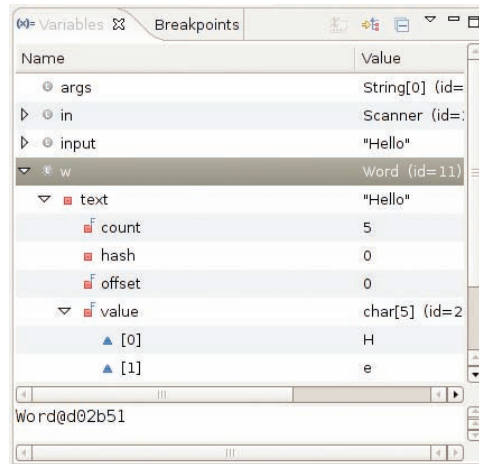 (x)= Variables Breakpoints
Name Value
args String[0] (id=
in Scanner (id=
input "Hello"
w Word (id=11)
text "Hello"
count 5
hash 0
offset 0
value char[5] (id=2
[0] H
[1] e
Word@d02b51